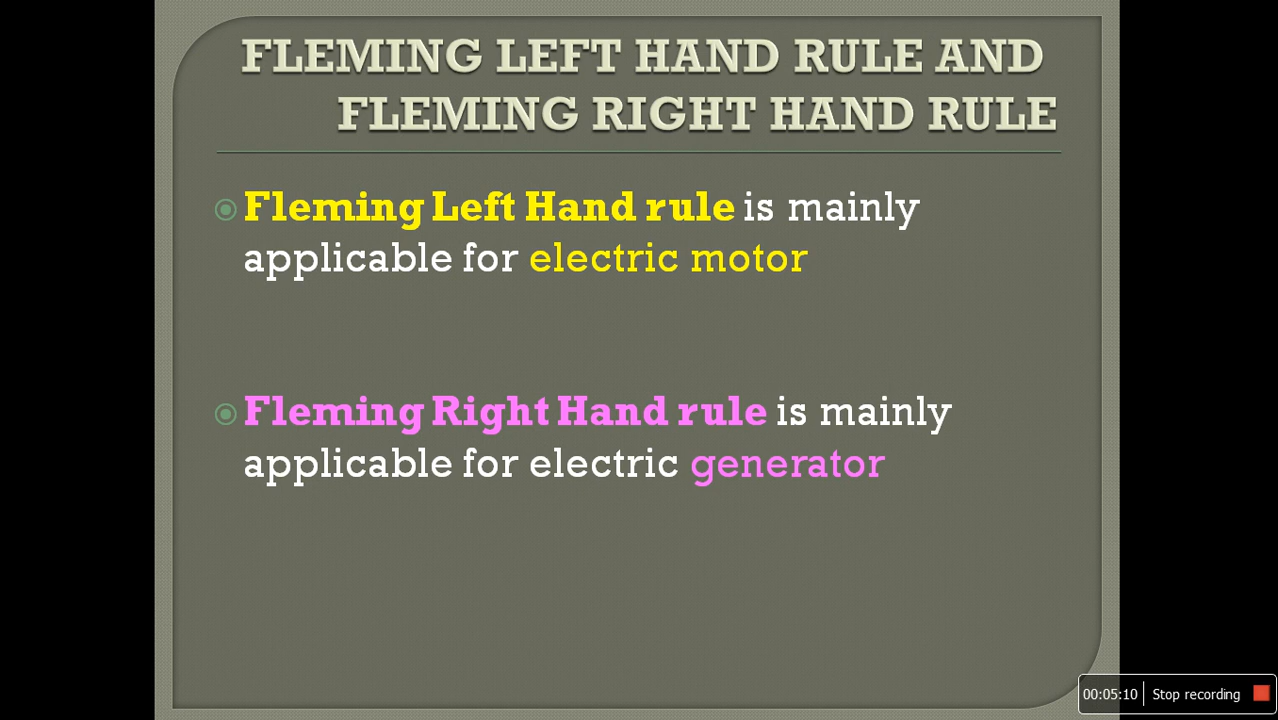 FLEMING LEFT HAND RULE AND
FLEMING RIGHT HAND RULE
Fleming Left Hand rule is mainly
applicable for electric motor
Fleming Right Hand rule is mainly
applicable for electric generator
00:05:10 Stop recording